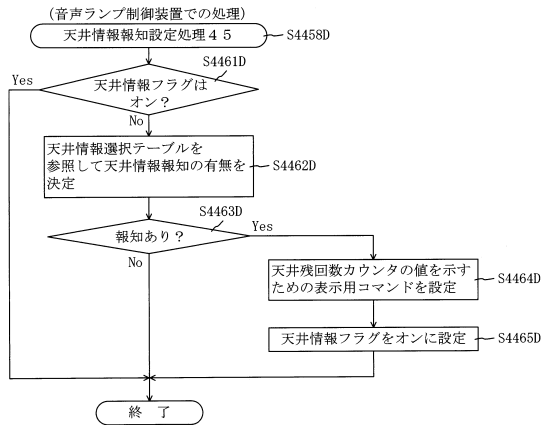 (音声ランプ制御装置での処理)
天井情報報知設定処理45
S4458D
S4461D
Yes
天井情報フラグは
オン?
No
天井情報選択テーブルを
参照して天井情報報知の有無を
決定
S4462D
S4463D
報知あり?
Yes
No
天井残回数カウンタの値を示す
ための表示用コマンドを設定
S4464D
天井情報フラグをオンに設定
S4465D
終 了